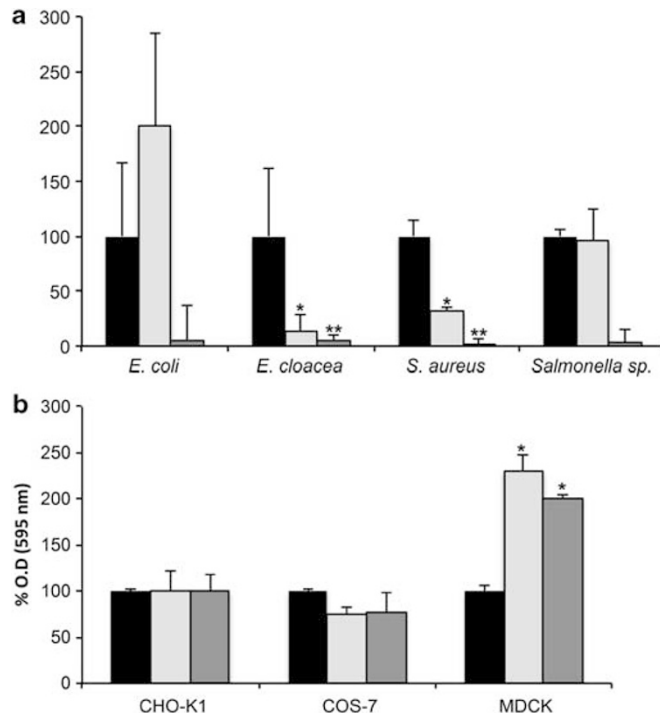 a
300
250
200
150
100
50
0
* ** * **
E. coli E. cloacea S. aureus Salmonella sp.
b
300
250
200
150
100
50
0
% O.D (595 nm)
* *
CHO-K1 COS-7 MDCK